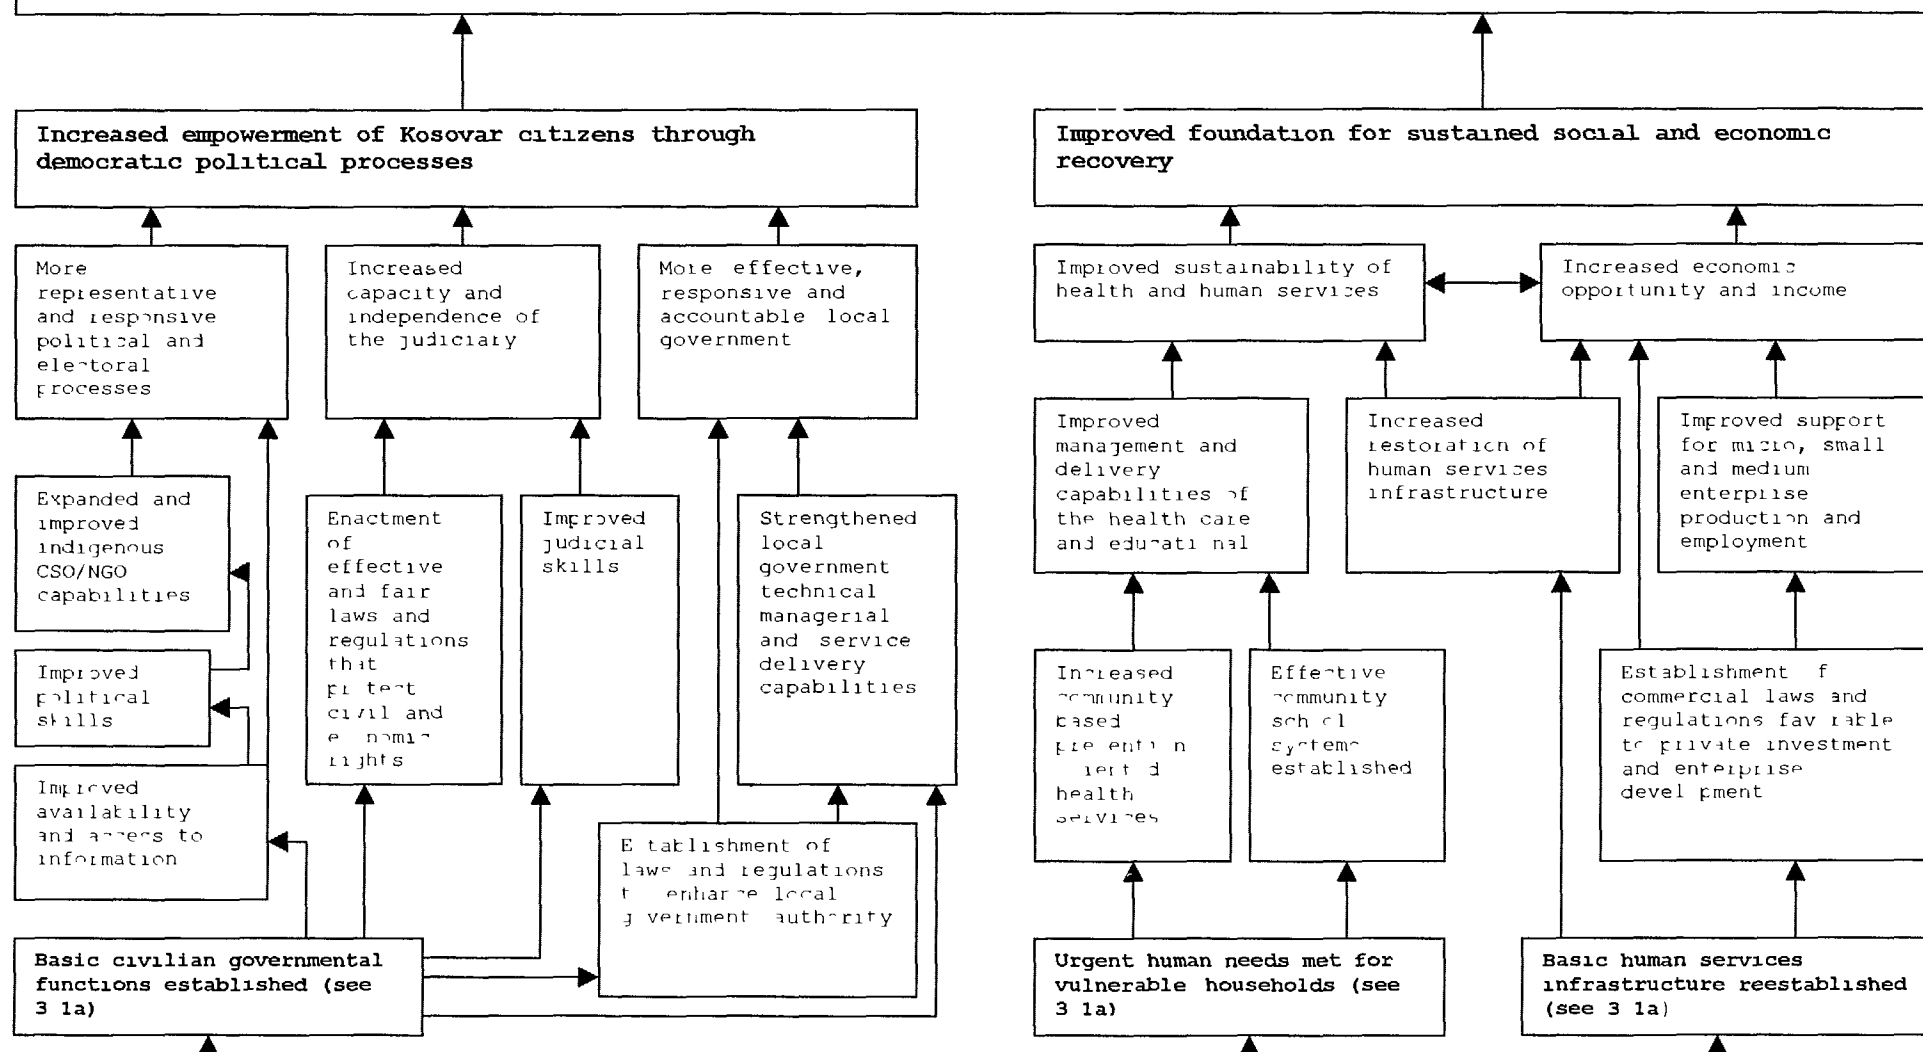 Increased empowerment of Kosovar citizens through
democratic political processes
Improved foundation for sustained social and economic
recovery
More
representative
and responsive
political and
electoral
processes
Increased
capacity and
independence of
the judiciary
More effective,
responsive and
accountable local
government
Improved sustainability of
health and human services
Increased economic
opportunity and income
Expanded and
improved
indigenous
CSO/NGO
capabilities
Enactment
of
effective
and fair
laws and
regulations
that
protect
civil and
economic
rights
Improved
judicial
skills
Strengthened
local
government
technical
managerial
and service
delivery
capabilities
Improved
management and
delivery
capabilities of
the health care
and educational
Increased
restoration of
human services
infrastructure
Improved support
for micro, small
and medium
enterprise
production and
employment
Improved
political
skills
Improved
availability
and access to
information
Establishment of
laws and regulations
to enhance local
government authority
Increased
community
based
prevention
oriented
health
services
Effective
community
school
systems
established
Establishment of
commercial laws and
regulations favorable
to private investment
and enterprise
development
Basic civilian governmental
functions established (see
3 1a)
Urgent human needs met for
vulnerable households (see
3 1a)
Basic human services
infrastructure reestablished
(see 3 1a)